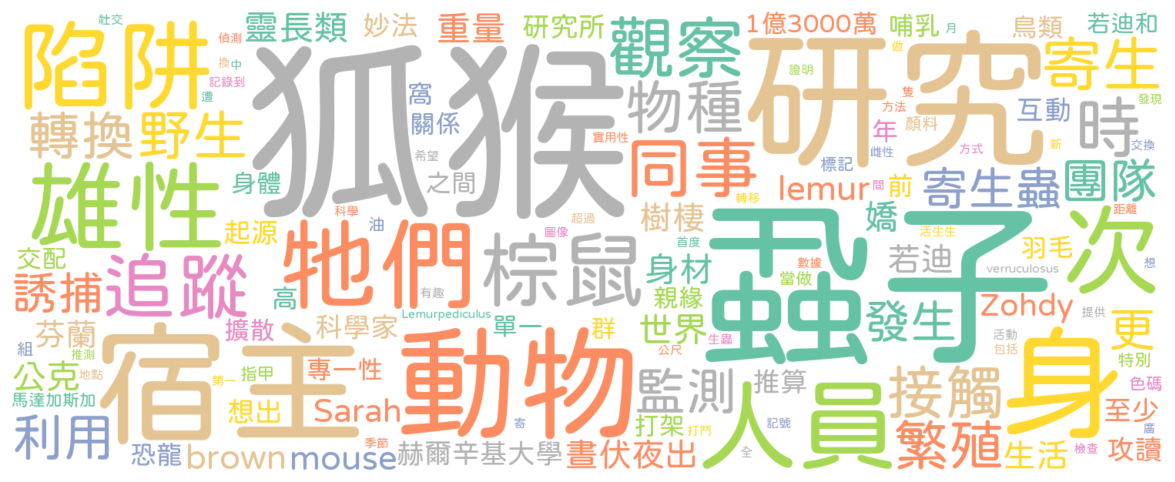 社交
偵測
靈長類
妙法
重量
研究所
觀察
1億3000萬
哺乳
月
鳥類
若迪和
陷阱
換
中
記錄到
遭
狐猴
窩
關係
物種
研究
做
證明
隻
方法
顏料
寄生
互動
發現
轉換
野生
希望
實用性
同事
年
雌性
標記
方式
新
時
交換
雄性
身體
之間
lemur
間
前
寄生蟲
團隊
科學
油
起源
牠們
圖像
超過
樹棲
轉移
嬌
活生生
距離
次
交配
追蹤
棕鼠
首度
數據
當做
若迪
羽毛
想
verruculosus
誘捕
高
有趣
身材
親緣
蝨子
Zohdy
提供
芬蘭
擴散
科學家
Lemurpediculus
單一
群
世界
生蟲
發生
活動
包括
更
組
推測
地點
宿主
動物
公尺
特別
公克
第一
指甲
專一性
監測
推算
接觸
身
色碼
馬達加斯加
想出
Sarah
寄
打架
打鬥
人員
記號
至少
廣
利用
恐龍
brown
mouse
季節
赫爾辛基大學
晝伏夜出
全
繁殖
生活
檢查
攻讀